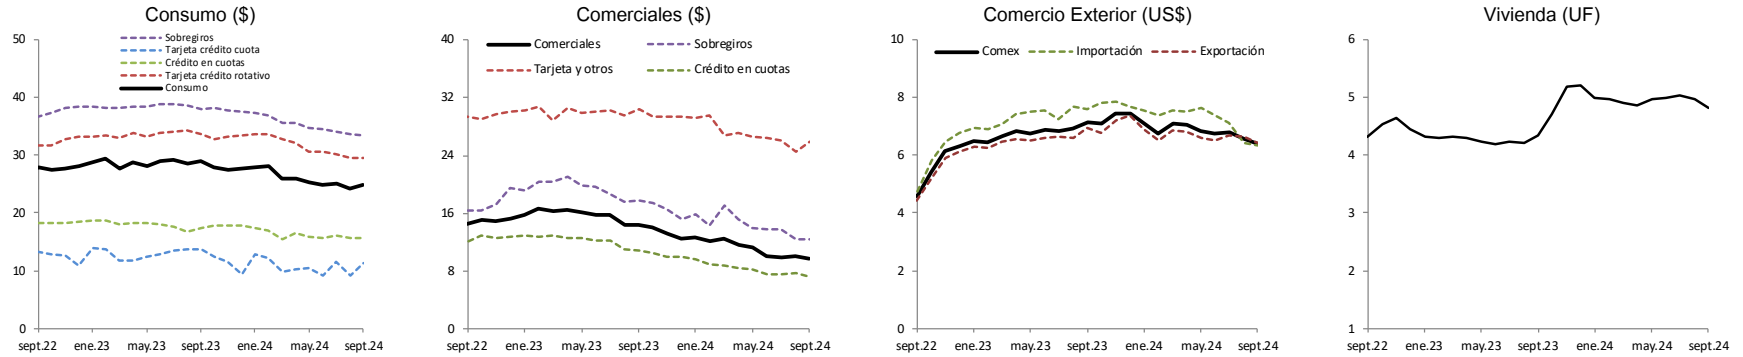 Consumo ($)
50
40
30
20
10
0
Sobregiros
Tarjeta crédito cuota
Crédito en cuotas
Tarjeta crédito rotativo
Consumo
sept.22 ene.23 may.23 sept.23 ene.24 may.24 sept.24
Comerciales ($)
40
32
24
16
8
0
Comerciales Sobregiros
Tarjeta y otros Crédito en cuotas
sept.22 ene.23 may.23 sept.23 ene.24 may.24 sept.24
Comercio Exterior (US$)
10
8
6
4
2
0
Comex Importación Exportación
sept.22 ene.23 may.23 sept.23 ene.24 may.24 sept.24
Vivienda (UF)
6
5
4
3
2
1
sept.22 ene.23 may.23 sept.23 ene.24 may.24 sept.24